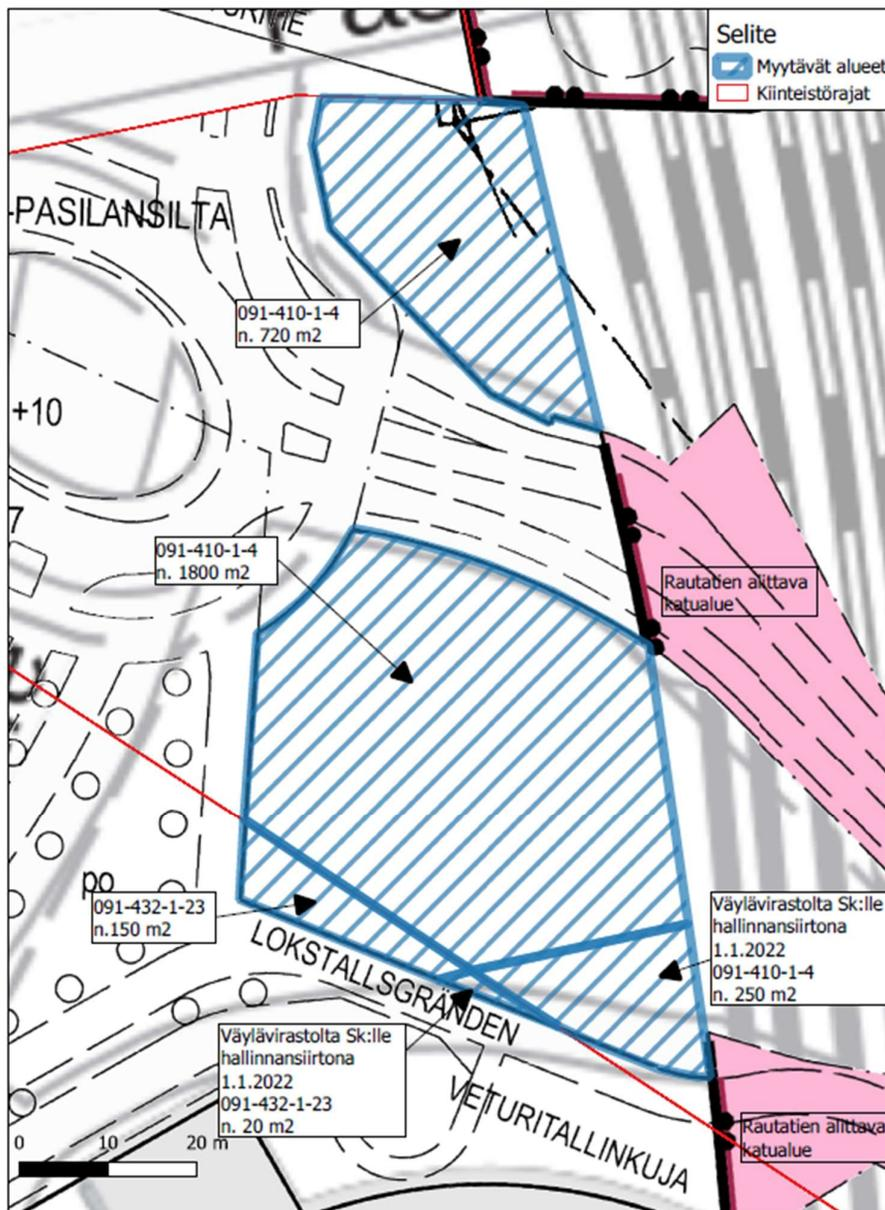 Selite
Myytävät alueet
Kiinteistörajat
-PASILANSILTA
091-410-1-4
n. 720 m2
+10
7
091-410-1-4
n. 1800 m2
Rautatien alittava
katualue
po
091-432-1-23
n.150 m2
Väylävirastolta Sk:lle
hallinnansiirtona
1.1.2022
091-410-1-4
n. 250 m2
LOKSTALLSGRÄNDEN
Väylävirastolta Sk:lle
hallinnansiirtona
1.1.2022
091-432-1-23
n. 20 m2
VETURITALLINKUJA
Rautatien alittava
katualue
0 10 20 m